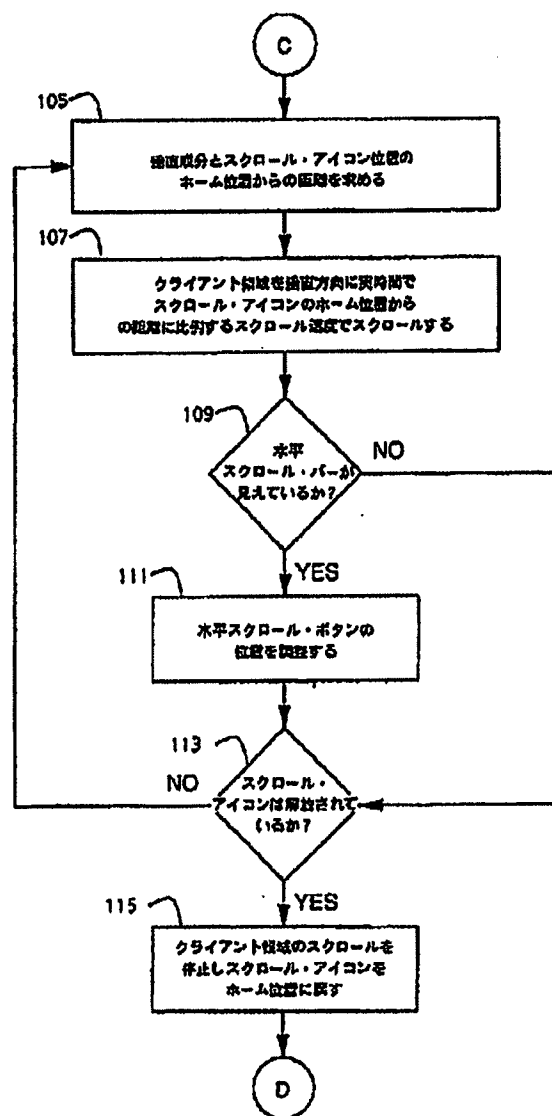 C
105
垂直成分とスクロール・アイコン位置の
ホーム位置からの距離を求める
107
クライアント領域を垂直方向に実時間で
スクロール・アイコンのホーム位置から
の距離に比例するスクロール速度でスクロールする
109
水平
スクロール・バーが
見えているか?
NO
YES
111
水平スクロール・ボタンの
位置を調整する
113
スクロール・
アイコンは解放されて
いるか?
NO
YES
115
クライアント領域のスクロールを
停止しスクロール・アイコンを
ホーム位置に戻す
D